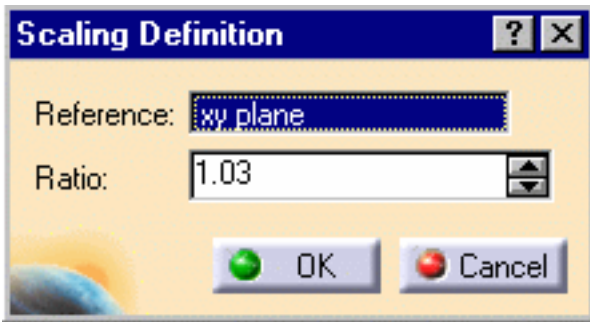 Scaling Definition ? X
Reference: xy plane
Ratio: 1.03
OK Cancel